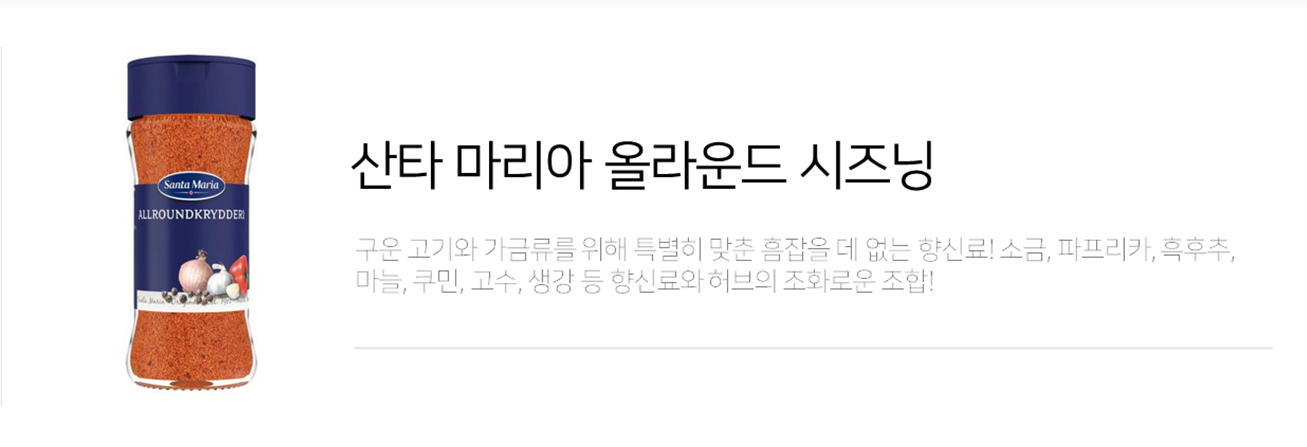 산타 마리아 올라운드 시즈닝
구운 고기와 가금류를 위해 특별히 맞춘 흠잡을 데 없는 향신료! 소금, 파프리카, 흑후추,
마늘, 쿠민, 고수, 생강 등 향신료와 허브의 조화로운 조합!
Santa Maria
ALLROUNDKRYDDERI